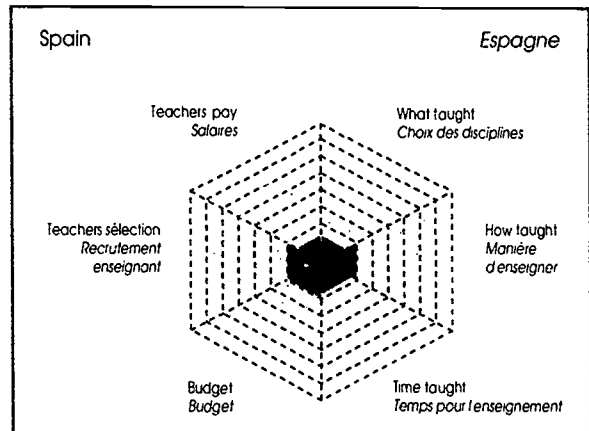 Spain
Espagne
Teachers pay
Salaires
What taught
Choix des disciplines
Teachers sélection
Recrutement
enseignant
How taught
Manière
d'enseigner
Budget
Budget
Time taught
Temps pour l'enseignement